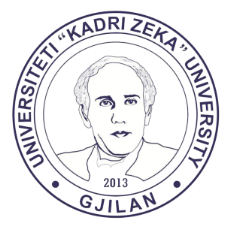 UNIVERSITETI "KADRI ZEKA" UNIVERSITY
2013
• GJILAN •